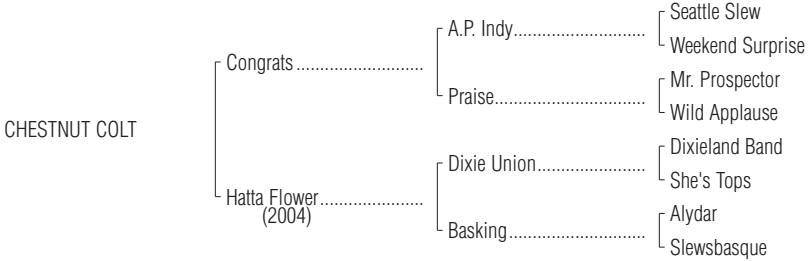 Seattle Slew
A.P. Indy
Weekend Surprise
Congrats
Mr. Prospector
Praise
Wild Applause
CHESTNUT COLT
Dixieland Band
Dixie Union
She's Tops
Hatta Flower
(2004)
Alydar
Basking
Slewsbasque